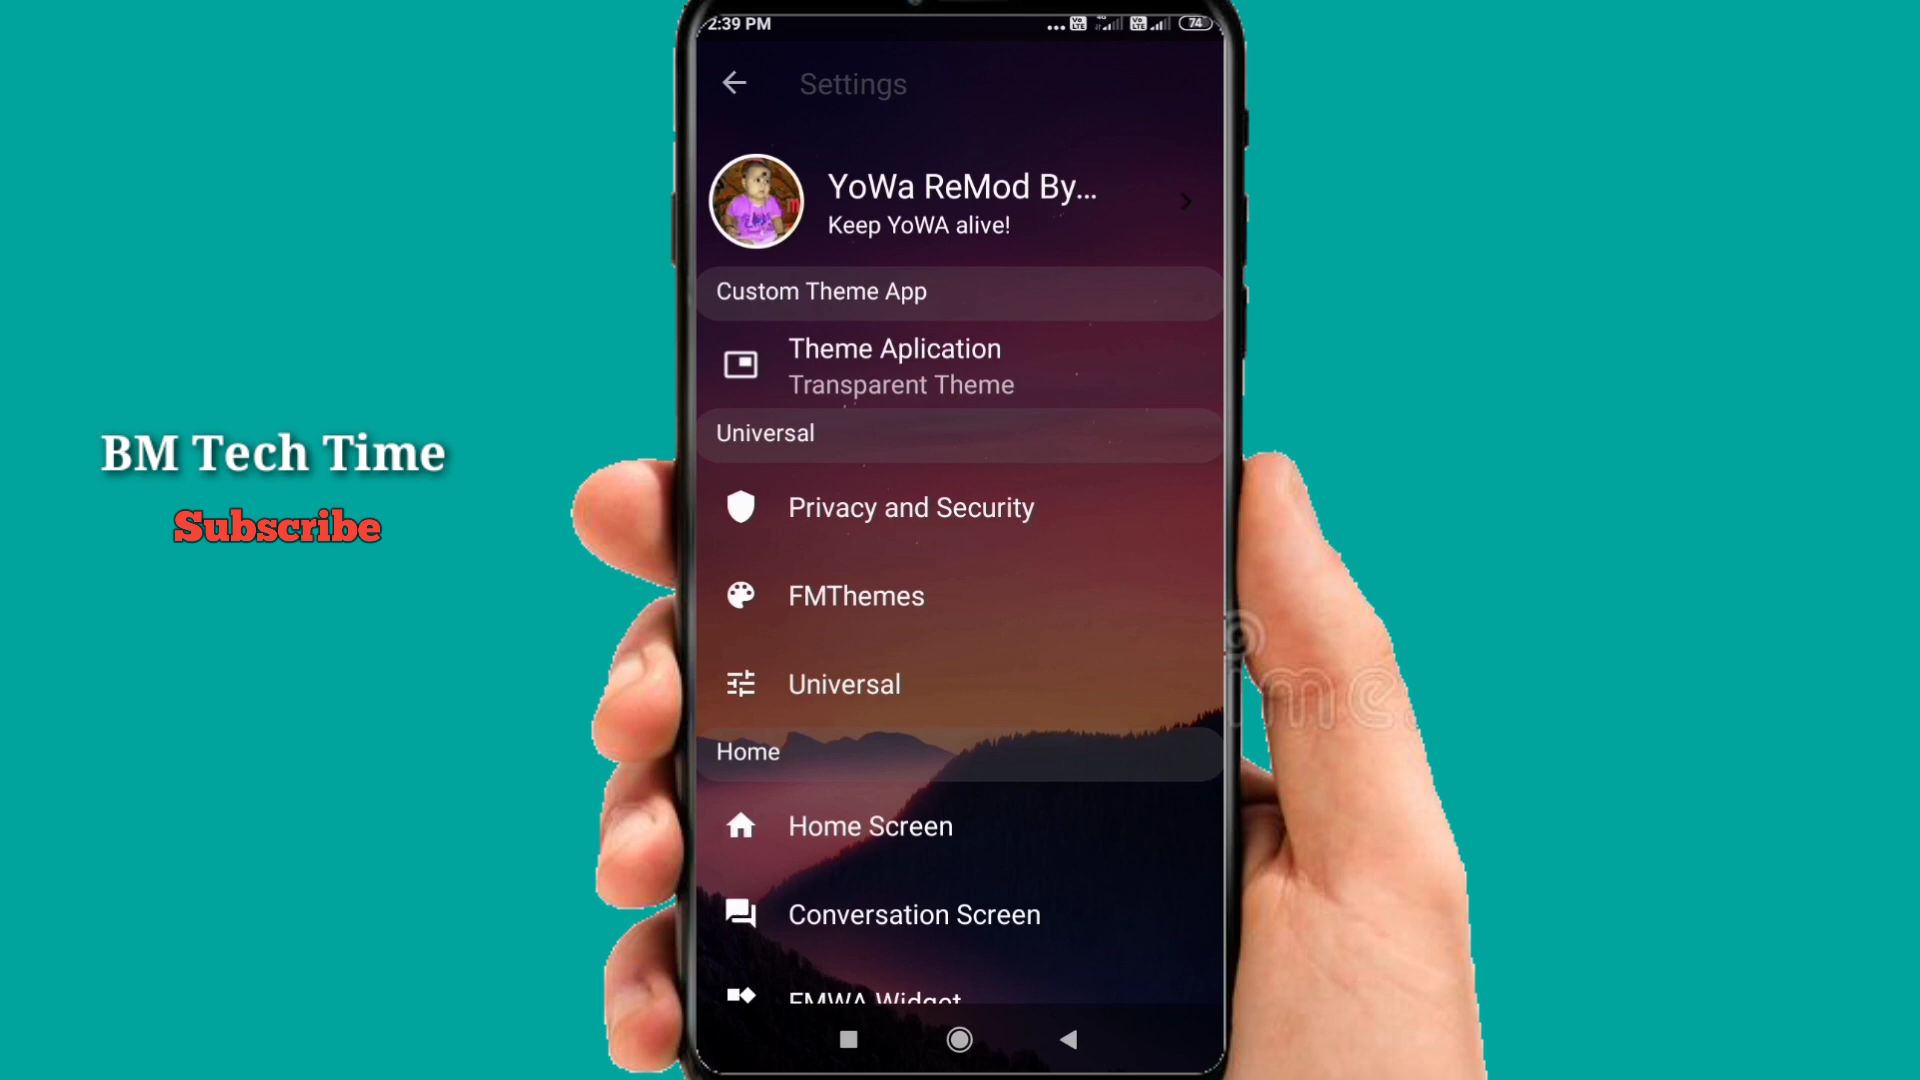 2:39 PM
74
Settings
YoWa ReMod By...
Keep YoWA alive!
Custom Theme App
Theme Aplication
Transparent Theme
Universal
Privacy and Security
FMThemes
Universal
Home
Home Screen
Conversation Screen
FMWA Widget
BM Tech Time
Subscribe